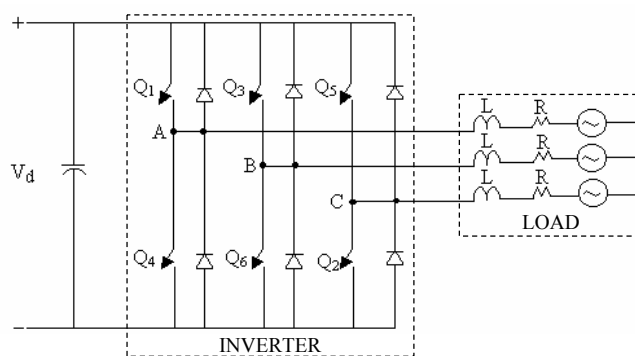 +
Q1 Q3 Q5
L R
A
L R
B
Vd
L R
C
LOAD
Q4 Q6 Q2
−
INVERTER